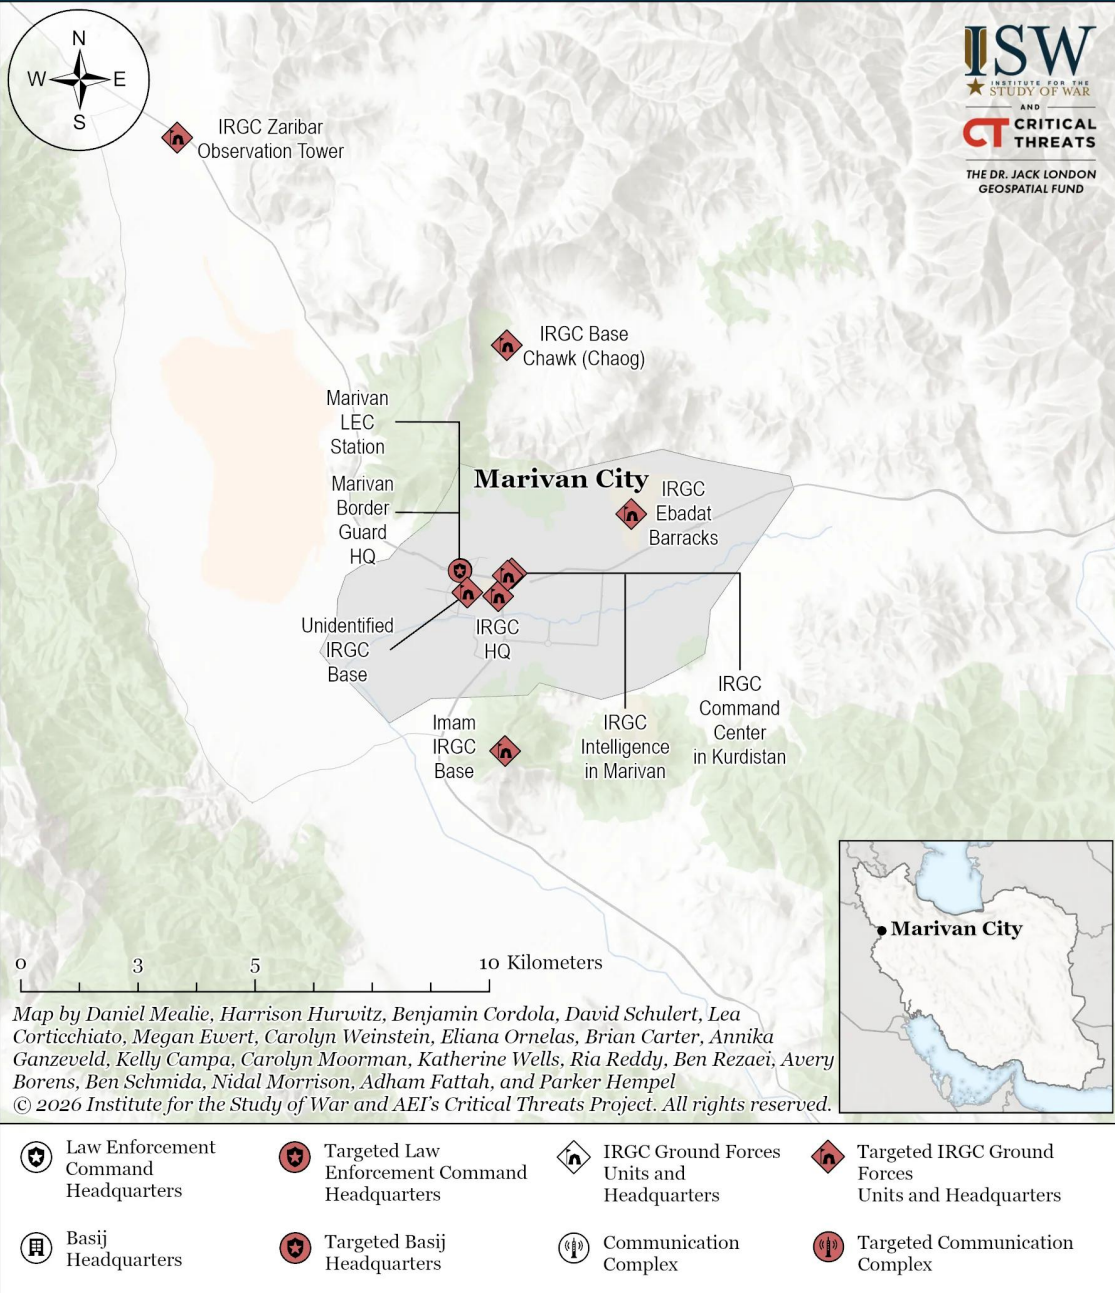 N
W E
S
ISW
INSTITUTE FOR THE
STUDY OF WAR
AND
CT CRITICAL
THREATS
THE DR. JACK LONDON
GEOSPATIAL FUND
IRGC Zaribar
Observation Tower
IRGC Base
Chawk (Chaog)
Marivan
LEC
Station
Marivan
Border
Guard
HQ
Marivan City
IRGC
Ebadat
Barracks
Unidentified
IRGC
Base
IRGC
HQ
Imam
IRGC
Base
IRGC
Intelligence
in Marivan
IRGC
Command
Center
in Kurdistan
Marivan City
0 3 5 10 Kilometers
Map by Daniel Mealie, Harrison Hurwitz, Benjamin Cordola, David Schulert, Lea
Corticchiato, Megan Ewert, Carolyn Weinstein, Eliana Ornelas, Brian Carter, Annika
Ganzeveld, Kelly Campa, Carolyn Moorman, Katherine Wells, Ria Reddy, Ben Rezaei, Avery
Borens, Ben Schmida, Nidal Morrison, Adham Fattah, and Parker Hempel
© 2026 Institute for the Study of War and AEI's Critical Threats Project. All rights reserved.
Law Enforcement
Command
Headquarters
Targeted Law
Enforcement Command
Headquarters
IRGC Ground Forces
Units and
Headquarters
Targeted IRGC Ground
Forces
Units and Headquarters
Basij
Headquarters
Targeted Basij
Headquarters
Communication
Complex
Targeted Communication
Complex